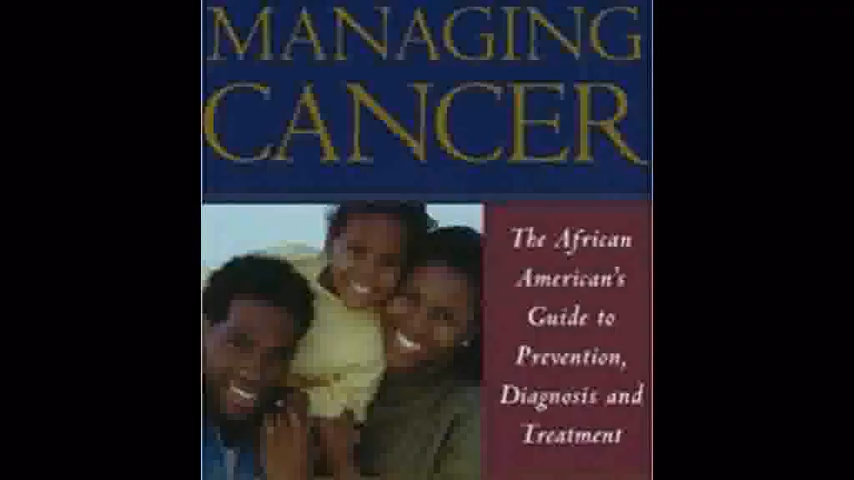 MANAGING
CANCER
The African
American's
Guide to
Prevention,
Diagnosis and
Treatment